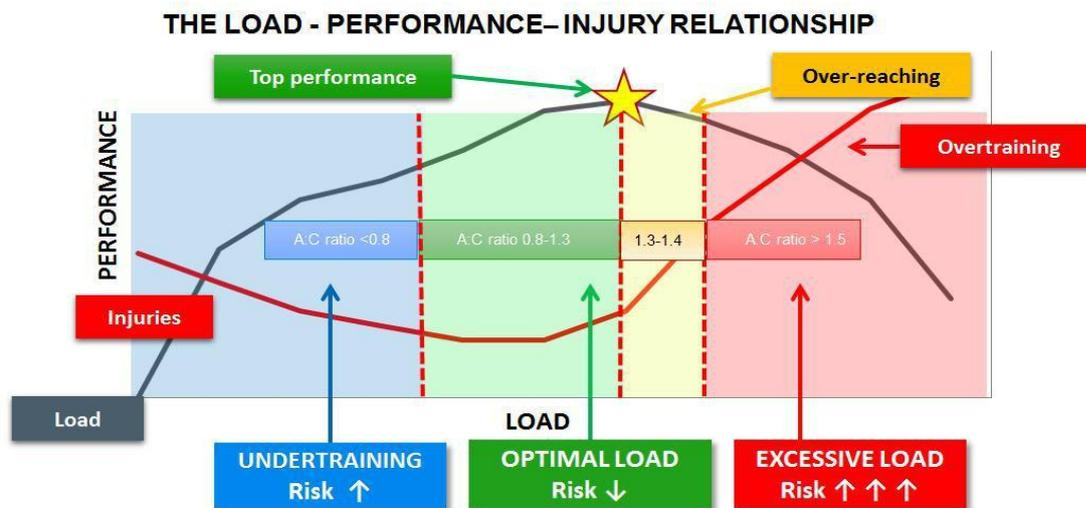 THE LOAD - PERFORMANCE– INJURY RELATIONSHIP
Top performance
Over-reaching
Overtraining
PERFORMANCE
A:C ratio <0.8
A:C ratio 0.8-1.3
1.3-1.4
A:C ratio > 1.5
Injuries
Load
LOAD
UNDERTRAINING
Risk ↑
OPTIMAL LOAD
Risk ↓
EXCESSIVE LOAD
Risk ↑ ↑ ↑